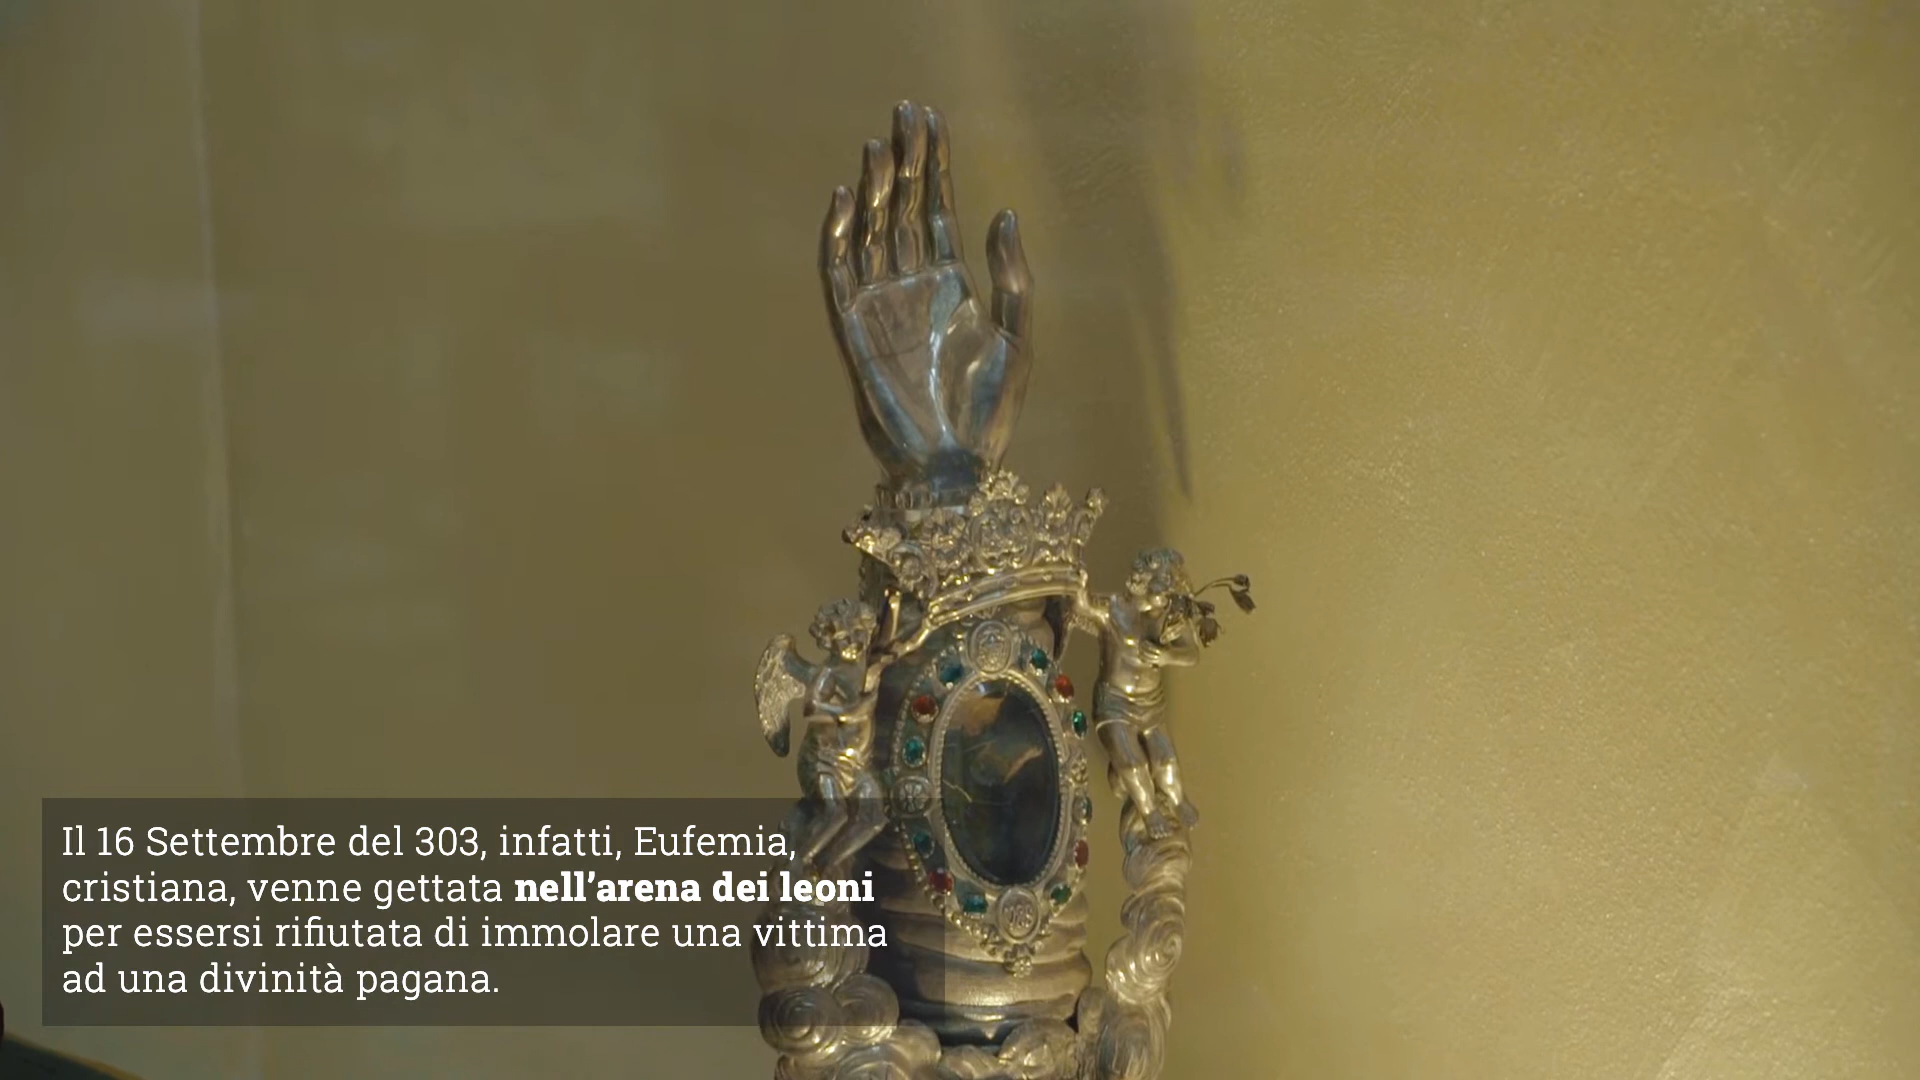 Il 16 Settembre del 303, infatti, Eufemia,
cristiana, venne gettata nell’arena dei leoni
per essersi rifiutata di immolare una vittima
ad una divinità pagana.